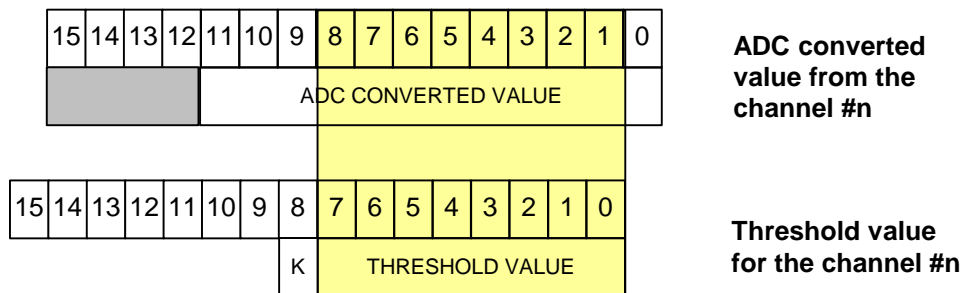 15 14 13 12 11 10 9 8 7 6 5 4 3 2 1 0
ADC CONVERTED VALUE
ADC converted
value from the
channel #n
15 14 13 12 11 10 9 8 7 6 5 4 3 2 1 0
K THRESHOLD VALUE
Threshold value
for the channel #n